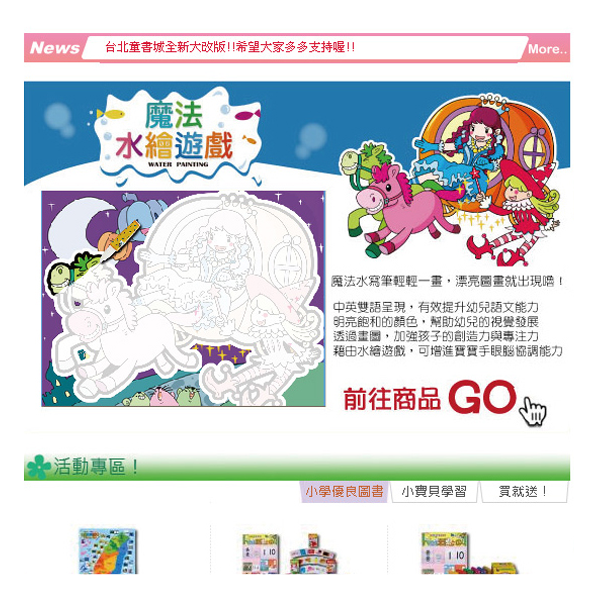 News
台北童書城全新大改版!!希望大家多多支持喔!!
More..
魔法
水繪遊戲
WATER PAINTING
魔法水寫筆輕輕一畫，漂亮圖畫就出現嚕！
中英雙語呈現，有效提升幼兒語文能力
明亮飽和的顏色，幫助幼兒的視覺發展
透過畫圖，加強孩子的創造力與專注力
藉由水繪遊戲，可增進寶寶手眼腦協調能力
前往商品 GO
活動專區！
小學優良圖書
小寶貝學習
買就送！
1 10
1 10